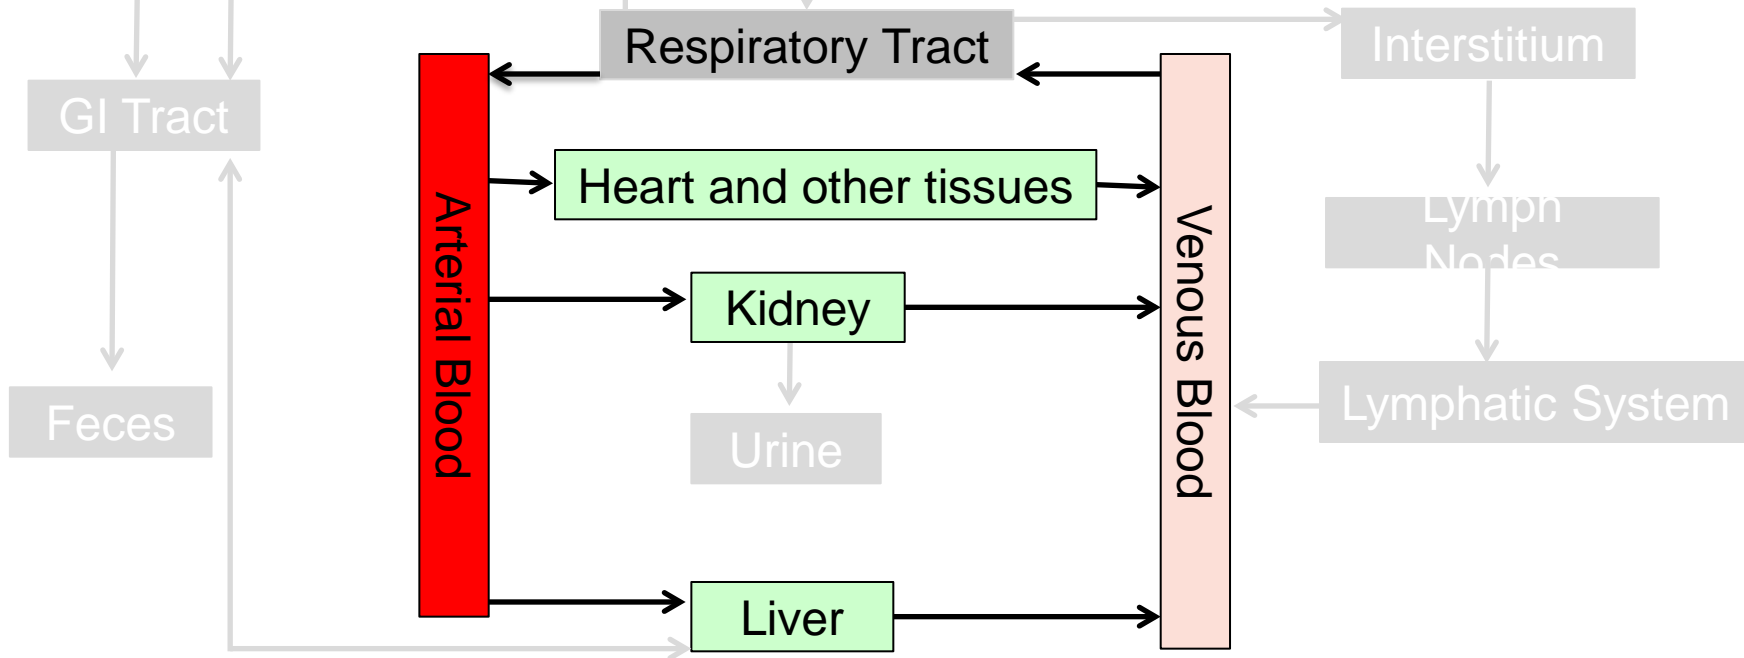 Respiratory Tract
Interstitium
GI Tract
Heart and other tissues
Arterial Blood
Venous Blood
Lymph
Nodes
Kidney
Lymphatic System
Feces
Urine
Liver